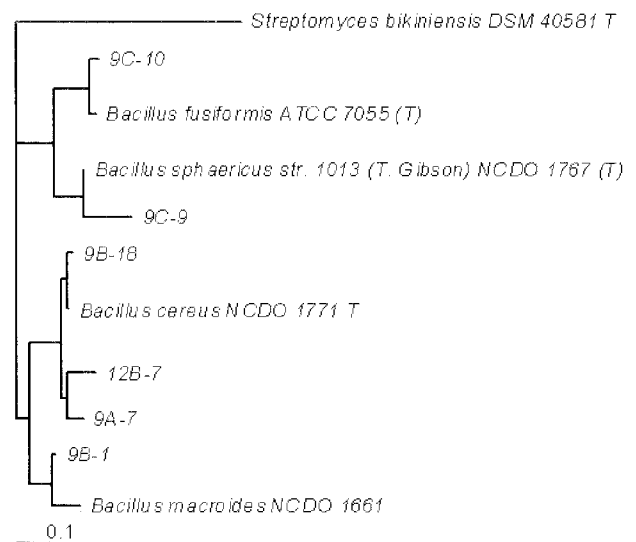 Streptomyces bikiniensis DSM 40581 T
9C-10
Bacillus fusiformis ATCC 7055 (T)
Bacillus sphaericus str. 1013 (T. Gibson) NCDO 1767 (T)
9C-9
9B-18
Bacillus cereus NCDO 1771 T
12B-7
9A-7
9B-1
Bacillus macroides NCDO 1661
0.1